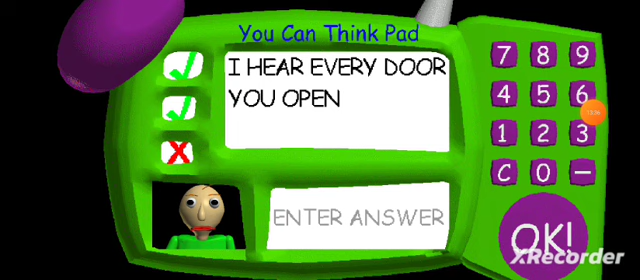 You Can Think Pad
I HEAR EVERY DOOR
YOU OPEN
7 8 9
4 5 6
1 2 3
C 0 -
ENTER ANSWER
OK!
XRecorder